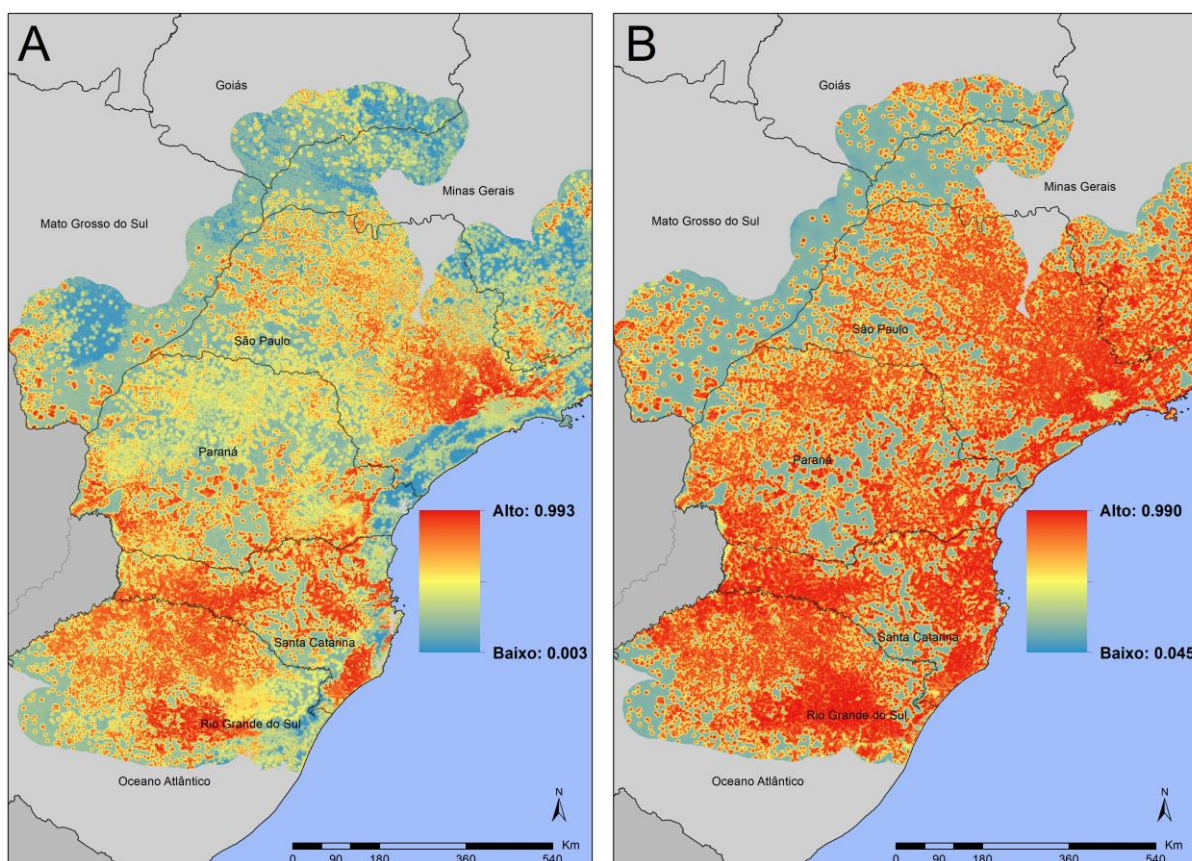 A
Goiás
Minas Gerais
Mato Grosso do Sul
São Paulo
Paraná
Alto: 0.993
Baixo: 0.003
Santa Catarina
Rio Grande do Sul
Oceano Atlântico
N
Km
0 90 180 360 540
B
Goiás
Minas Gerais
Mato Grosso do Sul
São Paulo
Paraná
Alto: 0.990
Baixo: 0.045
Santa Catarina
Rio Grande do Sul
Oceano Atlântico
N
Km
0 90 180 360 540